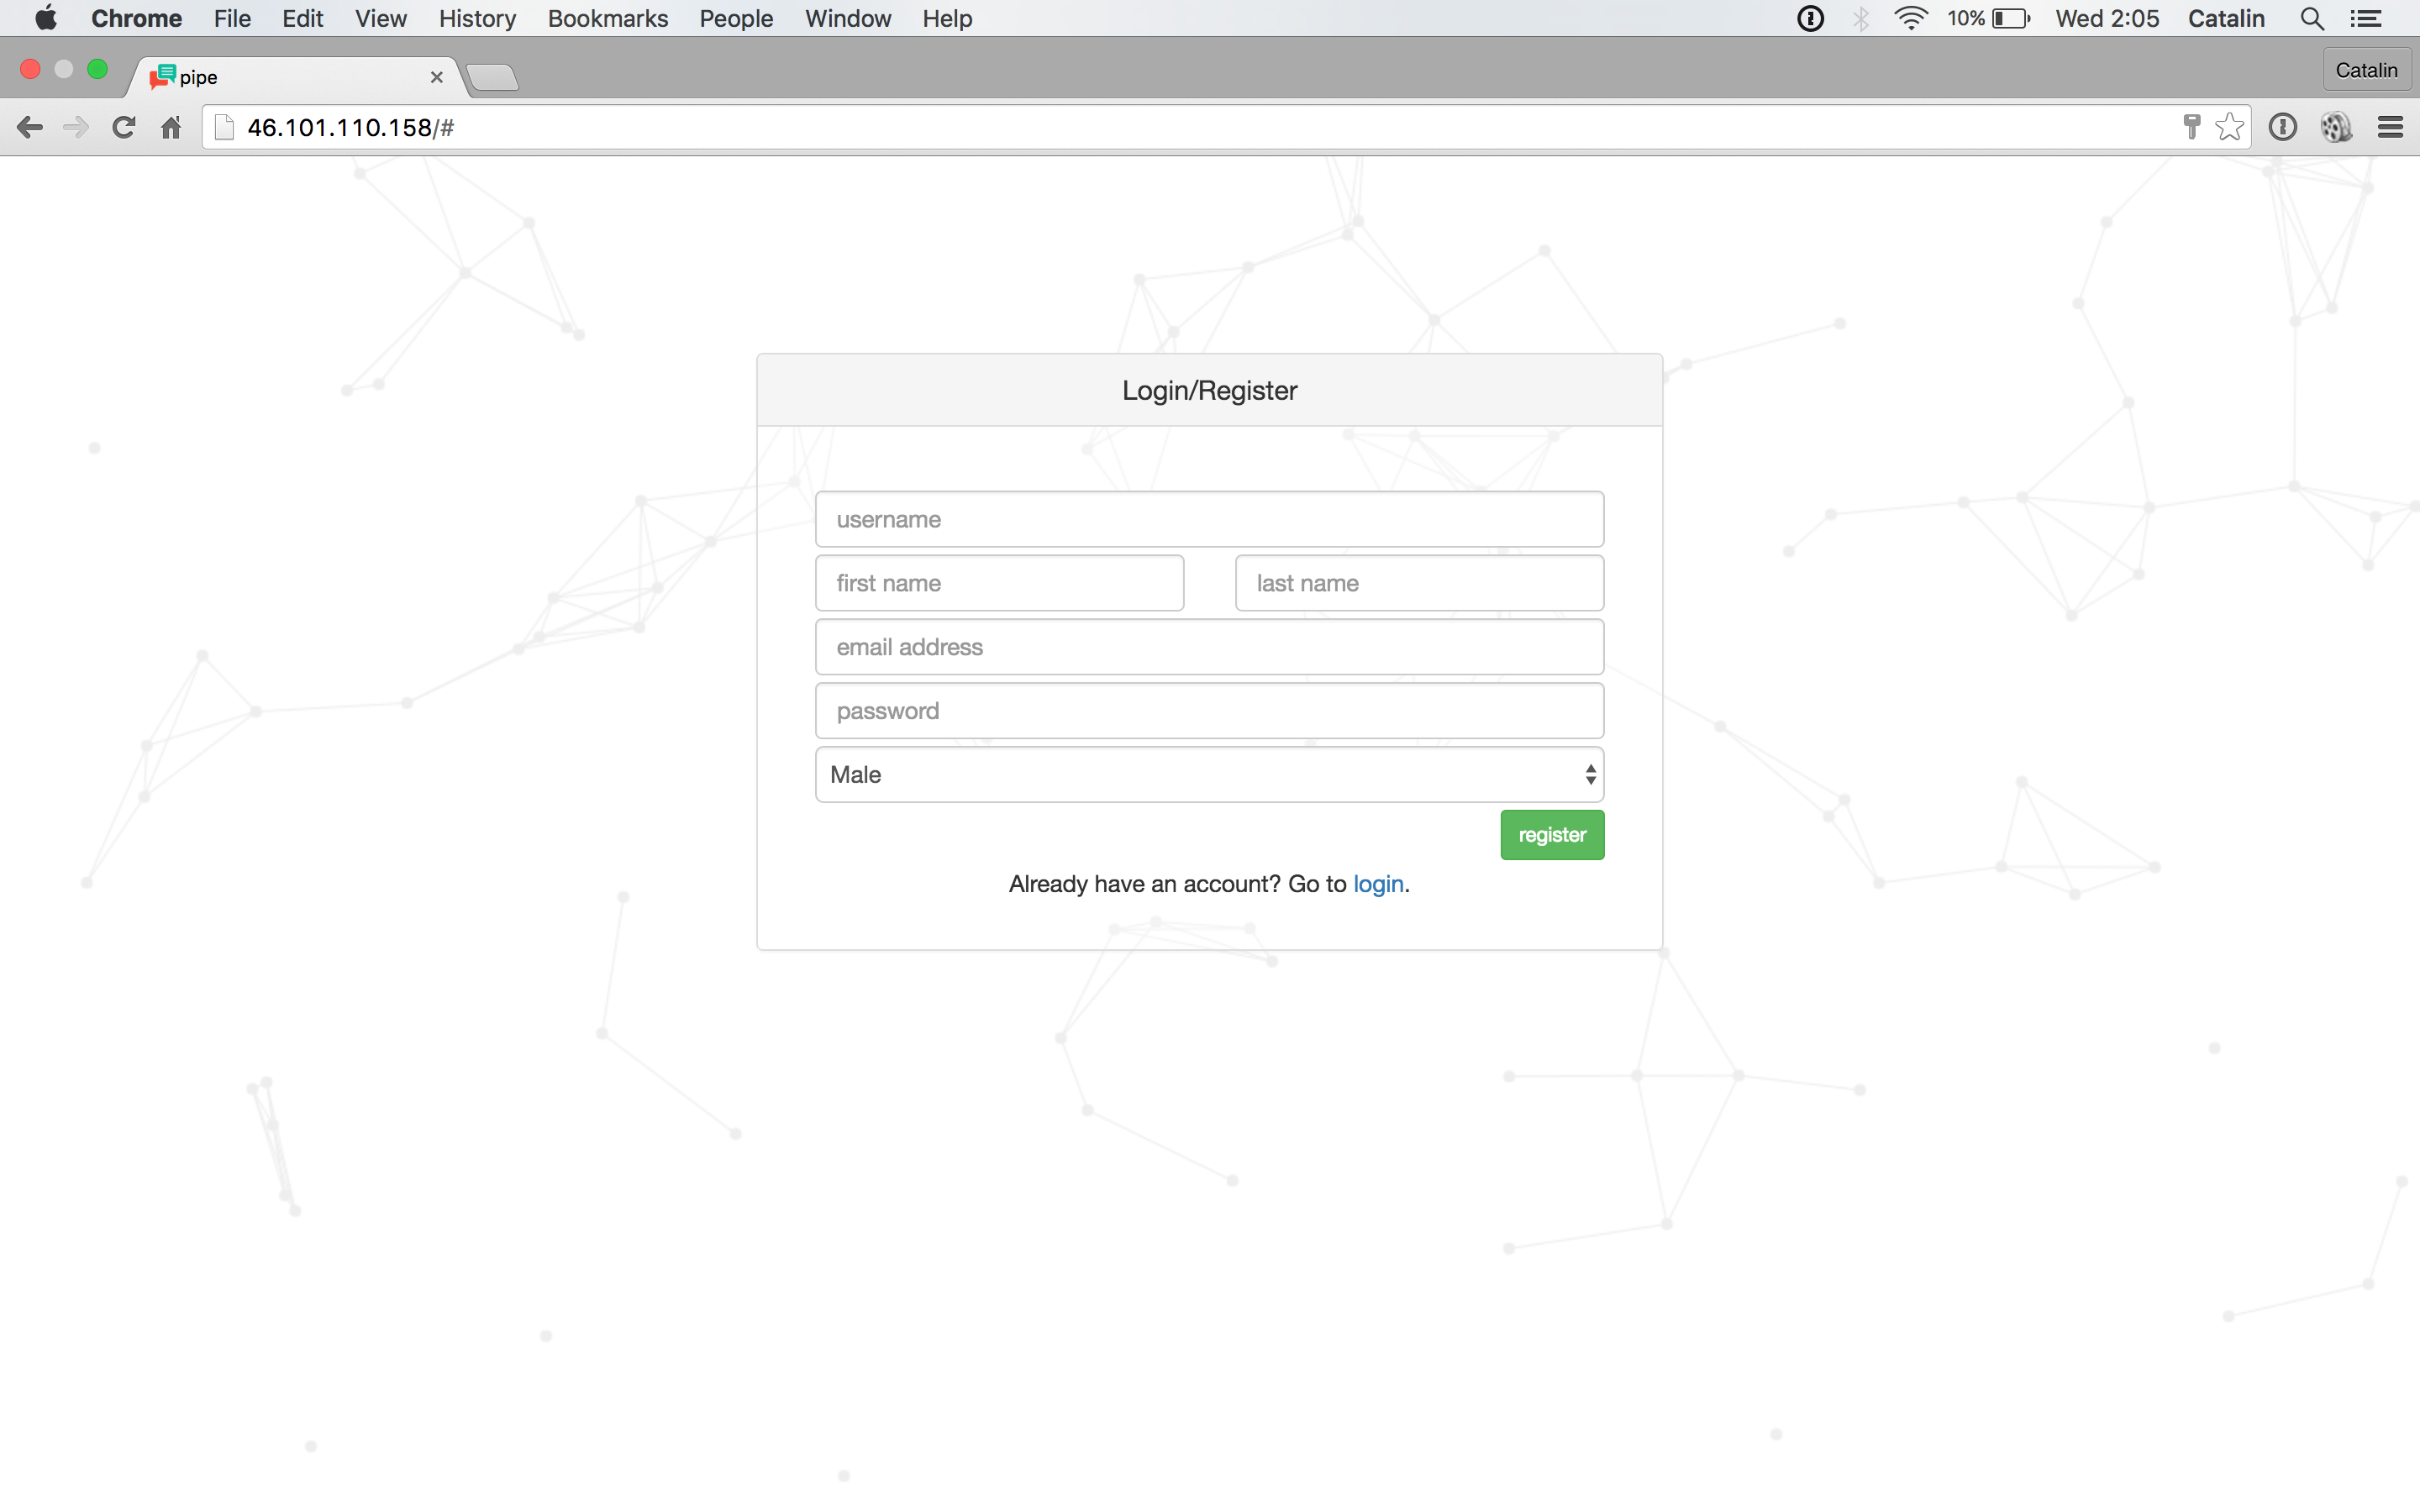 Chrome File Edit View History Bookmarks People Window Help 10% Wed 2:05 Catalin
pipe Catalin
46.101.110.158/#
Login/Register
username
first name last name
email address
password
Male
register
Already have an account? Go to login.